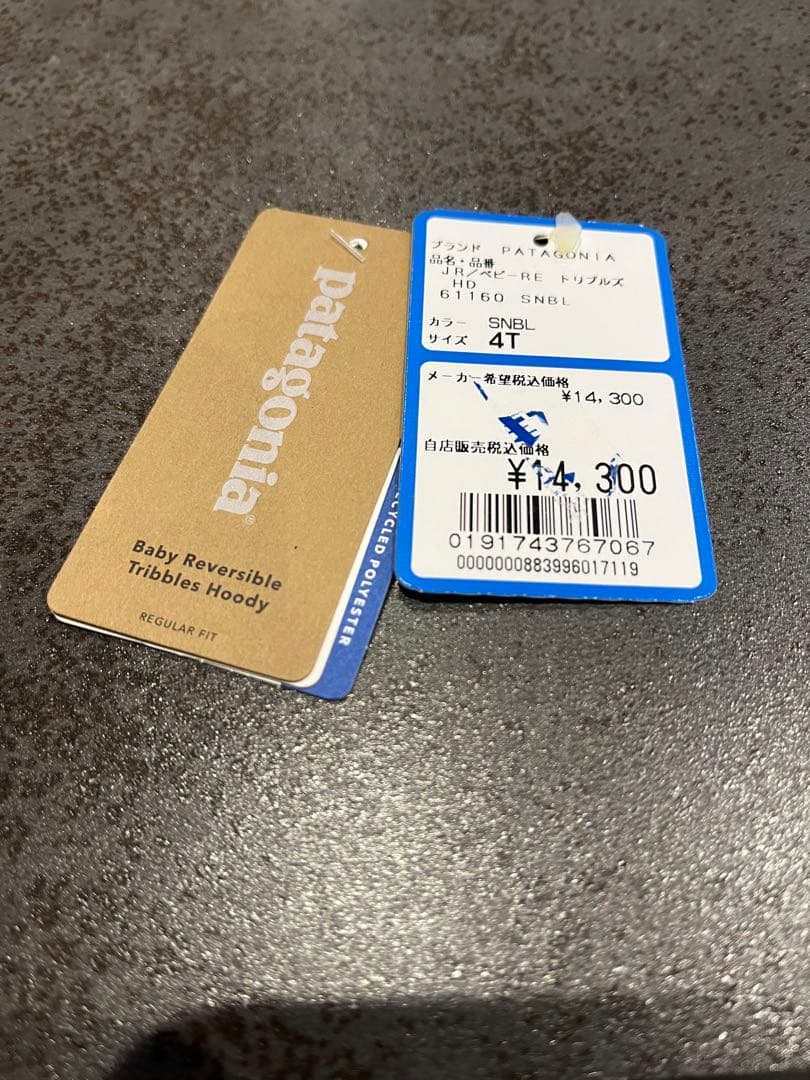 patagonia®
Baby Reversible
Tribbles Hoody
REGULAR FIT
RECYCLED POLYESTER
ブランド PATAGONIA
品名・品番
JR/ベビーRE トリブルズ
HD
61160 SNBL
カラー SNBL
サイズ 4T
メーカー希望税込価格
¥14,300
自店販売税込価格
¥14,300
0191743767067
0000000883996017119